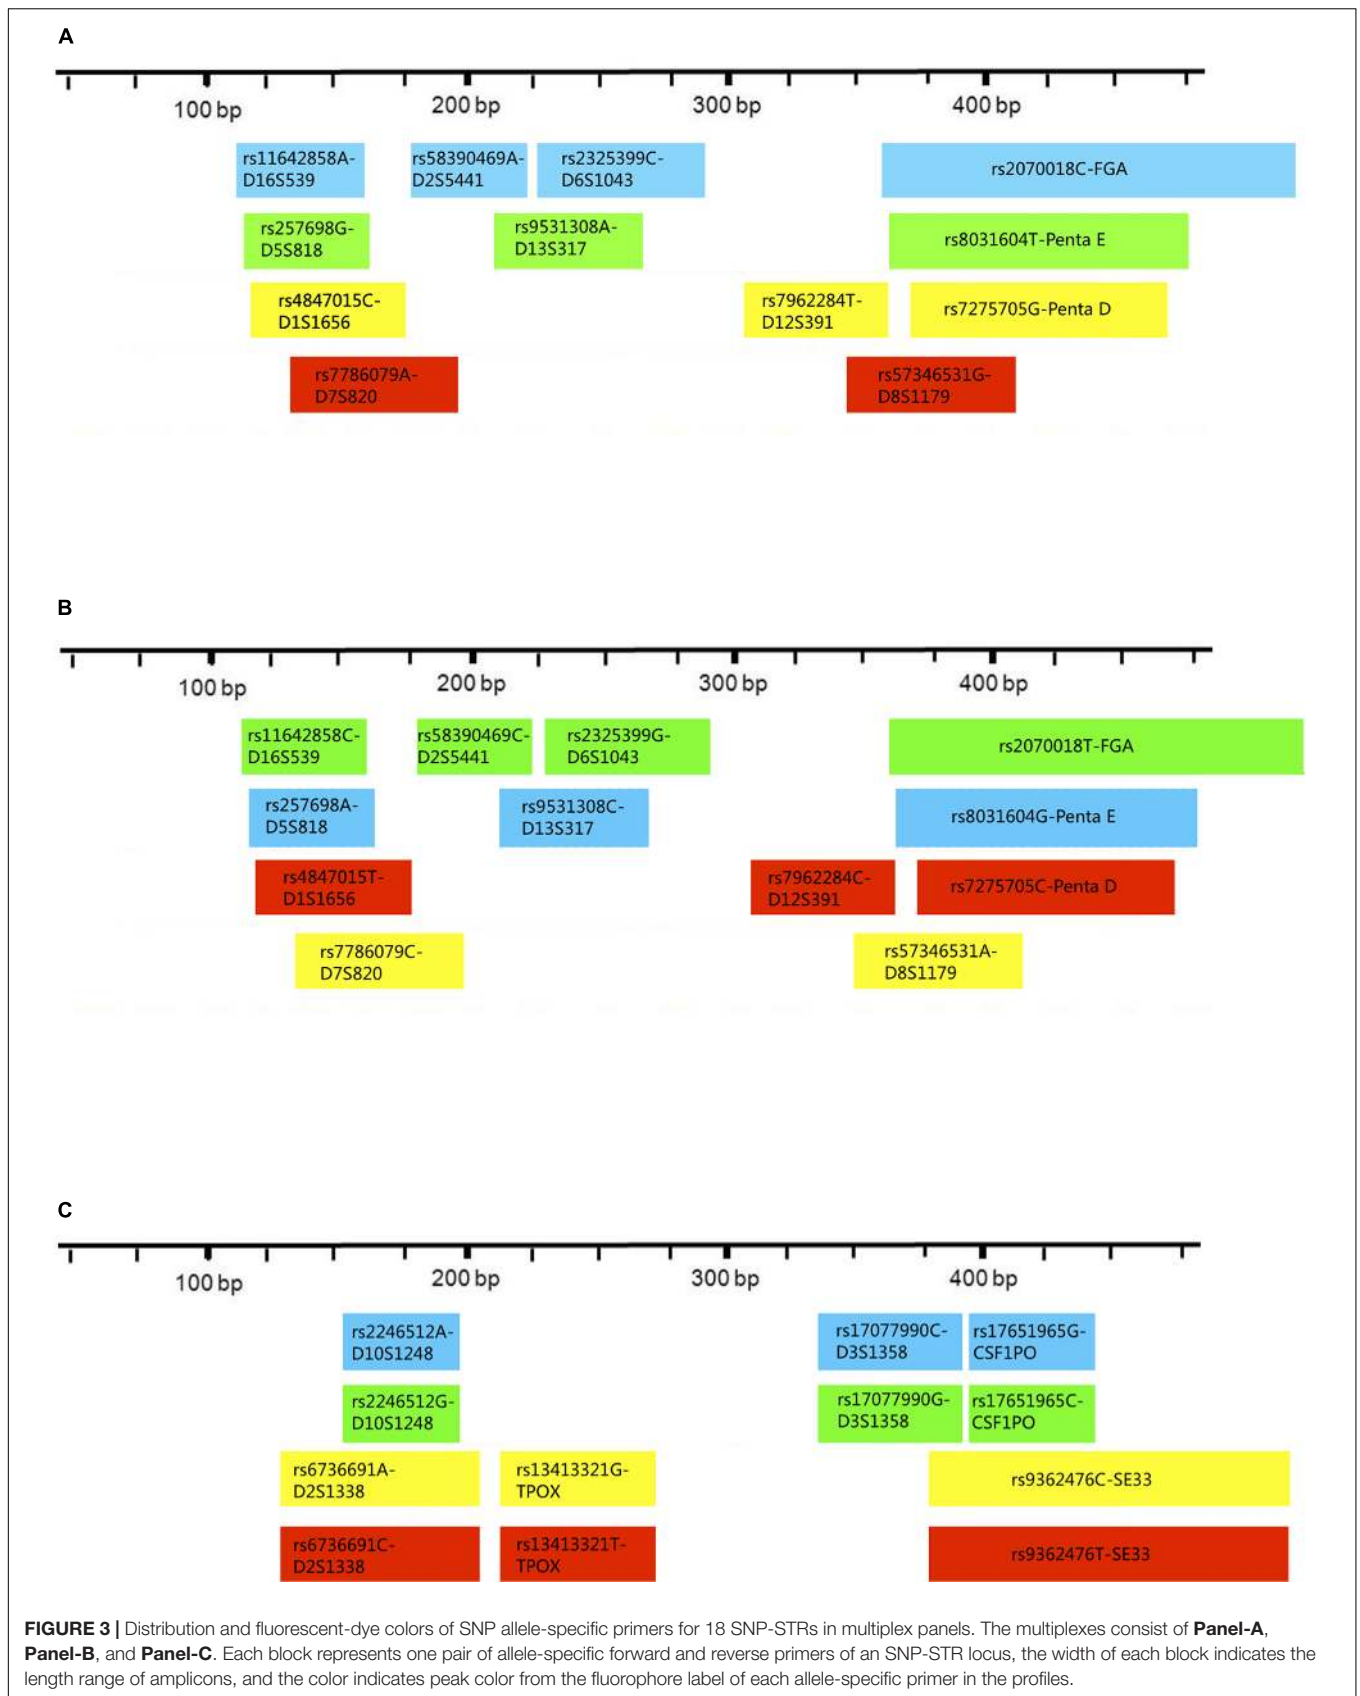 A
100 bp 200 bp 300 bp 400 bp
rs11642858A- rs58390469A- rs2325399C- rs2070018C-FGA
D16S539 D2S5441 D6S1043
rs257698G- rs9531308A- rs8031604T-Penta E
D5S818 D13S317
rs4847015C- rs7962284T- rs7275705G-Penta D
D1S1656 D12S391
rs7786079A- rs57346531G-
D7S820 D8S1179
B
100 bp 200 bp 300 bp 400 bp
rs11642858C- rs58390469C- rs2325399G- rs2070018T-FGA
D16S539 D2S5441 D6S1043
rs257698A- rs9531308C- rs8031604G-Penta E
D5S818 D13S317
rs4847015T- rs7962284C- rs7275705C-Penta D
D1S1656 D12S391
rs7786079C- rs57346531A-
D7S820 D8S1179
C
100 bp 200 bp 300 bp 400 bp
rs2246512A- rs17077990C- rs17651965G-
D10S1248 D3S1358 CSF1PO
rs2246512G- rs17077990G- rs17651965C-
D10S1248 D3S1358 CSF1PO
rs6736691A- rs13413321G- rs9362476C-SE33
D2S1338 TPOX
rs6736691C- rs13413321T- rs9362476T-SE33
D2S1338 TPOX
FIGURE 3 | Distribution and fluorescent-dye colors of SNP allele-specific primers for 18 SNP-STRs in multiplex panels. The multiplexes consist of Panel-A,
Panel-B, and Panel-C. Each block represents one pair of allele-specific forward and reverse primers of an SNP-STR locus, the width of each block indicates the
length range of amplicons, and the color indicates peak color from the fluorophore label of each allele-specific primer in the profiles.